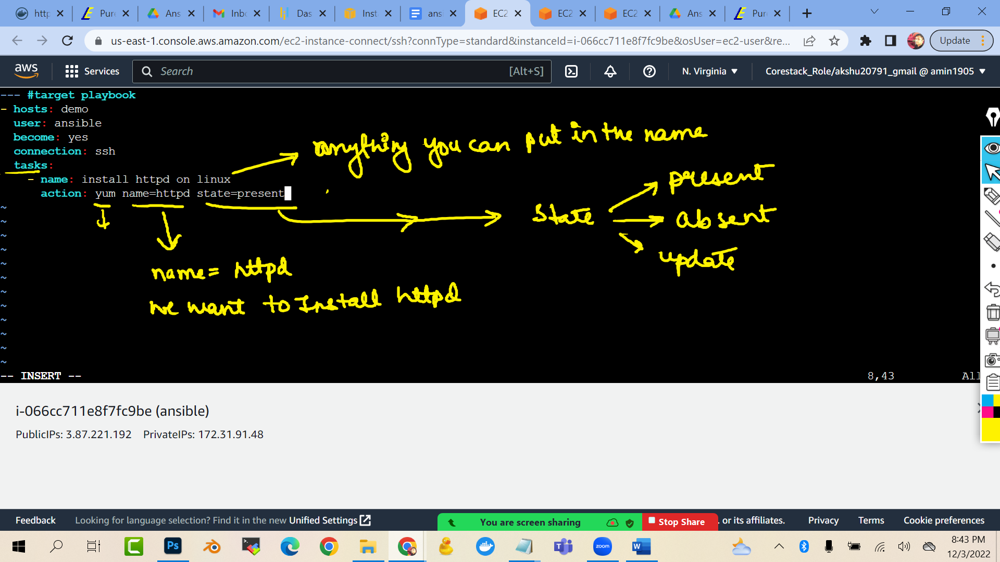 http Pur Ans Inbo Das Inst ans EC2 EC2 EC2 Ans Pur
us-east-1.console.aws.amazon.com/ec2-instance-connect/ssh?connType=standard&instanceId=i-066cc711e8f7fc9be&osUser=ec2-user&re... Update
aws Services Search [Alt+S] N. Virginia Corestack_Role/akshu20791_gmail @ amin1905
--- #target playbook
- hosts: demo
user: ansible
become: yes
connection: ssh
tasks:
- name: install httpd on linux
action: yum name=httpd state=present
anything you can put in the name
state
present
absent
update
name= httpd
we want to Install httpd
~
~
~
~
~
~
~
~
~
~
~
~
-- INSERT -- 8,43 All
i-066cc711e8f7fc9be (ansible)
PublicIPs: 3.87.221.192 PrivateIPs: 172.31.91.48
Feedback Looking for language selection? Find it in the new Unified Settings You are screen sharing Stop Share . or its affiliates. Privacy Terms Cookie preferences
Ps zoom W T 8:43 PM
12/3/2022